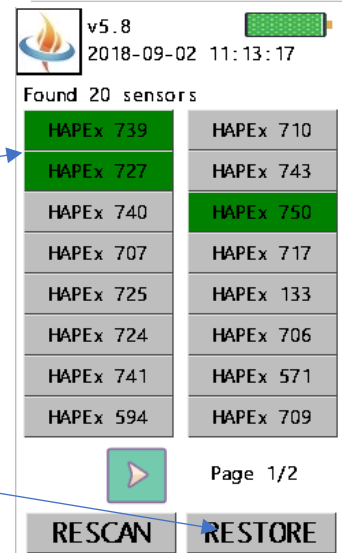 v5.8
2018-09-02 11:13:17
Found 20 sensors
HAPEx 739 HAPEx 710
HAPEx 727 HAPEx 743
HAPEx 740 HAPEx 750
HAPEx 707 HAPEx 717
HAPEx 725 HAPEx 133
HAPEx 724 HAPEx 706
HAPEx 741 HAPEx 571
HAPEx 594 HAPEx 709
Page 1/2
RESCAN RESTORE